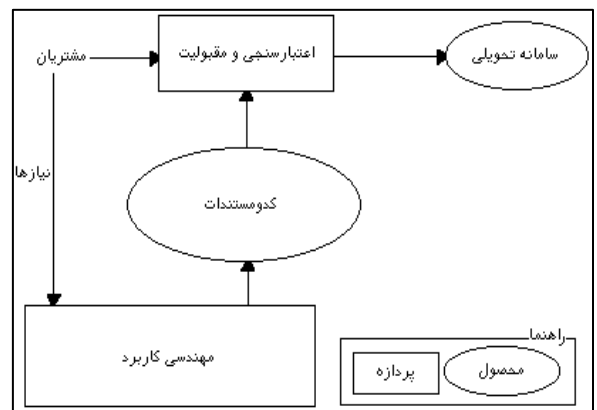 سامانه تحویلی
اعتبارسنجی و مقبولیت
مشتریان
نیازها
کدومستندات
مهندسی کاربرد
راهنما
محصول
پردازه